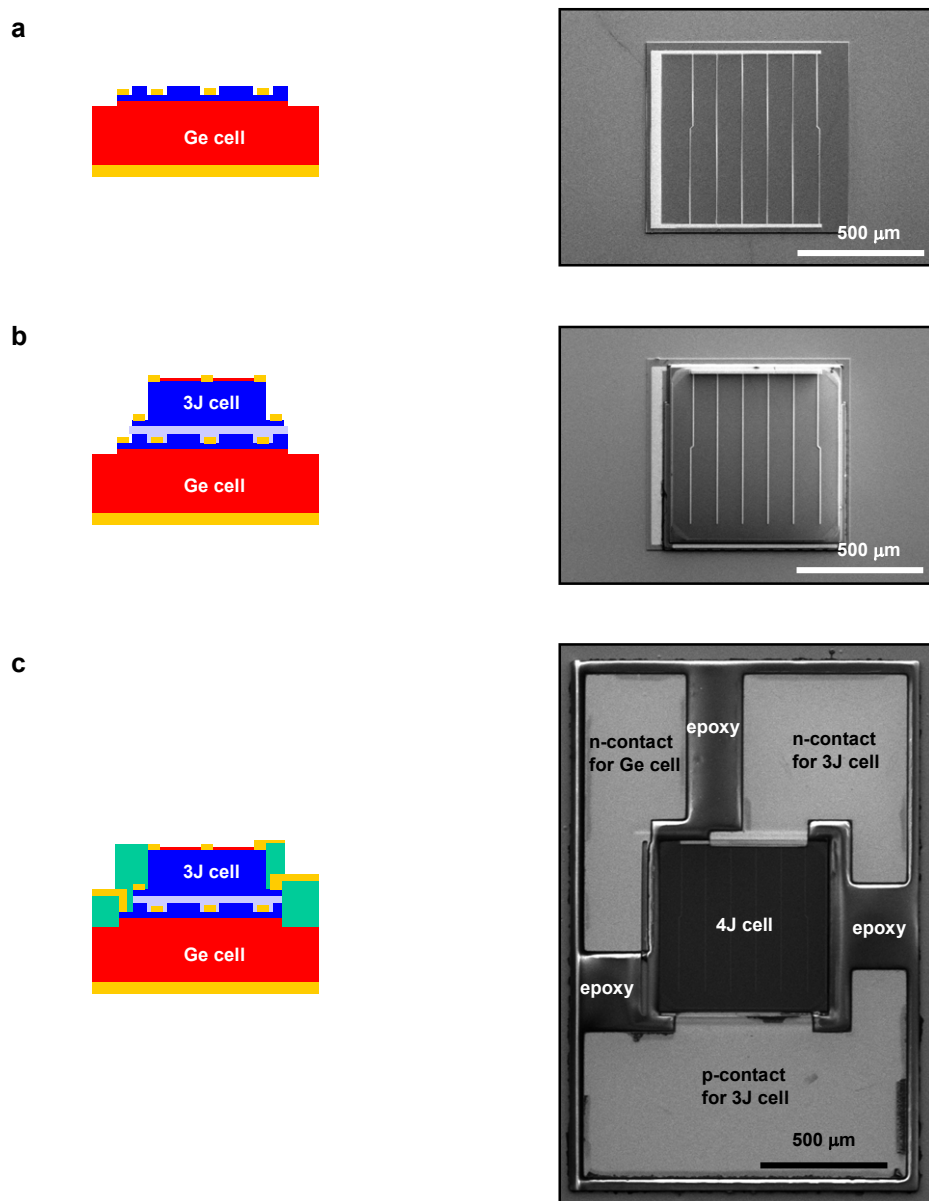 a
Ge cell
500 μm
b
3J cell
Ge cell
500 μm
c
3J cell
Ge cell
epoxy
n-contact
for Ge cell
n-contact
for 3J cell
4J cell
epoxy
epoxy
p-contact
for 3J cell
500 μm